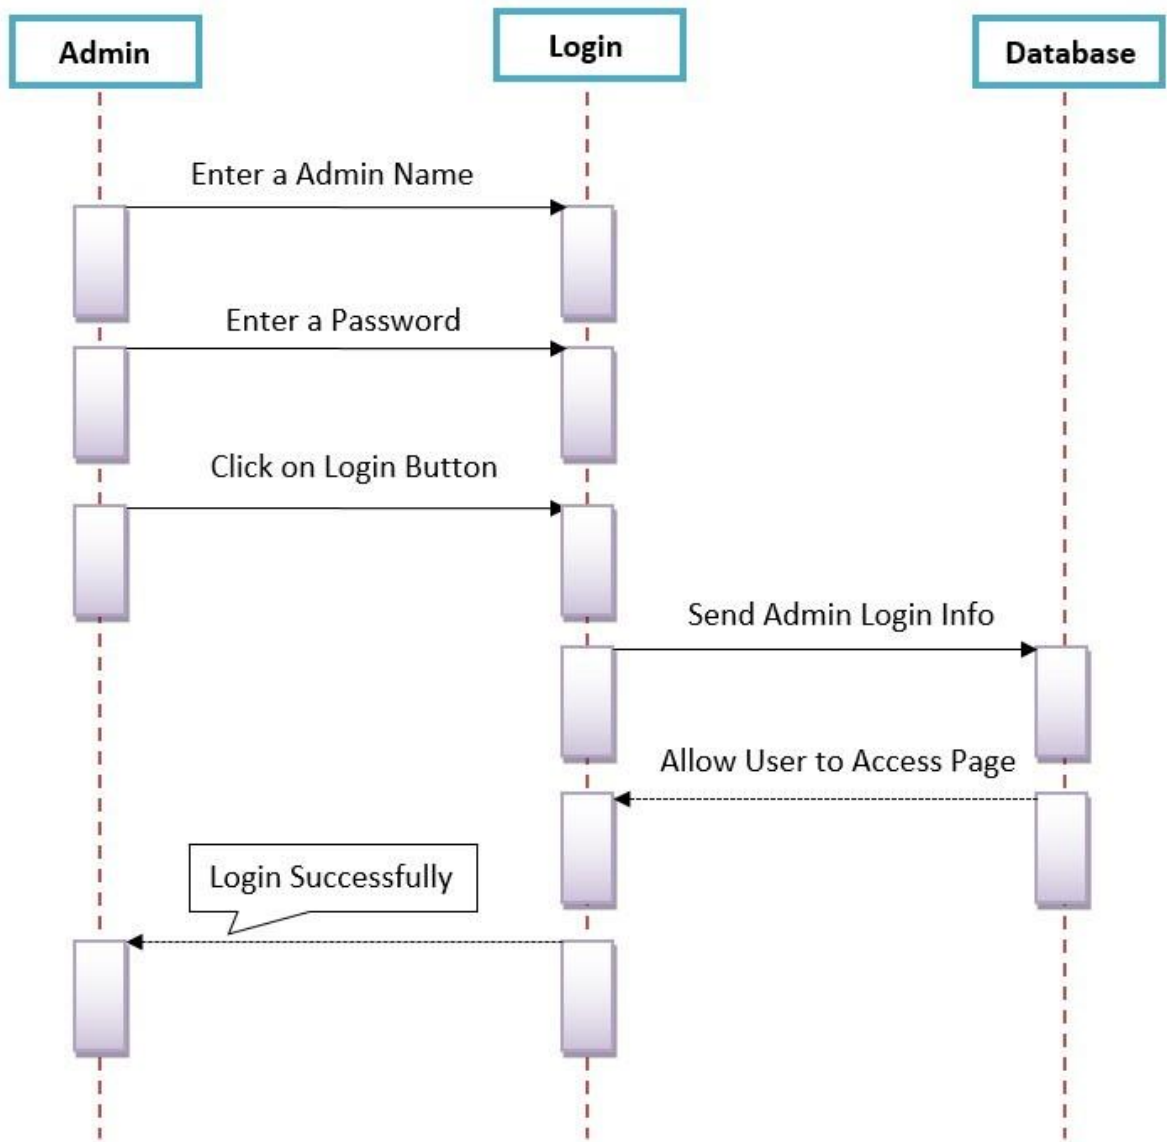 Admin
Login
Database
Enter a Admin Name
Enter a Password
Click on Login Button
Send Admin Login Info
Allow User to Access Page
Login Successfully